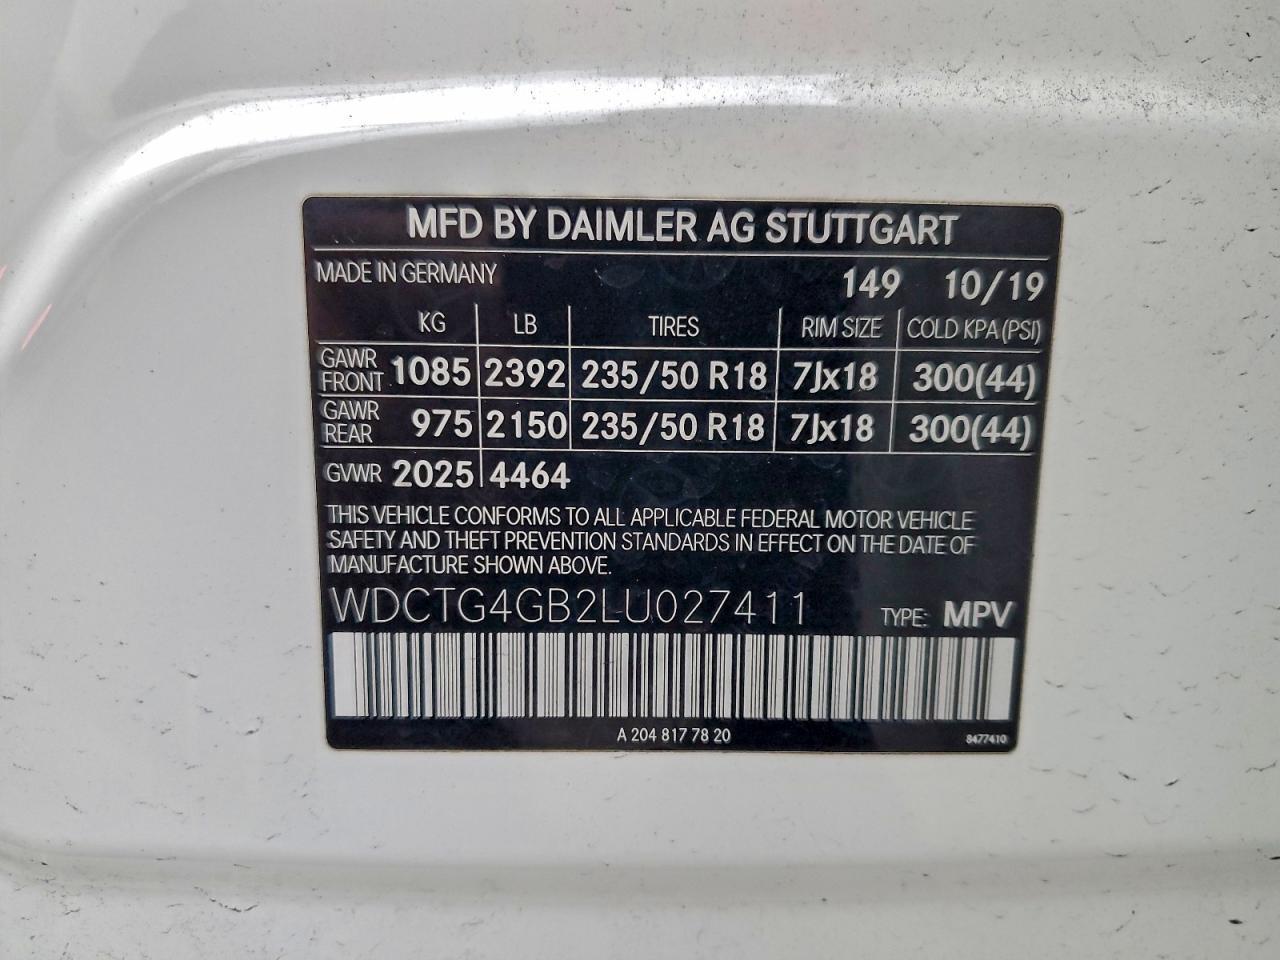 MFD BY DAIMLER AG STUTTGART
MADE IN GERMANY 149 10/19
KG LB TIRES RIM SIZE COLD KPA(PSI)
GAWR FRONT 1085 2392 235/50 R18 7Jx18 300(44)
GAWR REAR 975 2150 235/50 R18 7Jx18 300(44)
GVWR 2025 4464
THIS VEHICLE CONFORMS TO ALL APPLICABLE FEDERAL MOTOR VEHICLE
SAFETY AND THEFT PREVENTION STANDARDS IN EFFECT ON THE DATE OF
MANUFACTURE SHOWN ABOVE.
WDCTG4GB2LU027411 TYPE: MPV
A 204 817 78 20 8477410